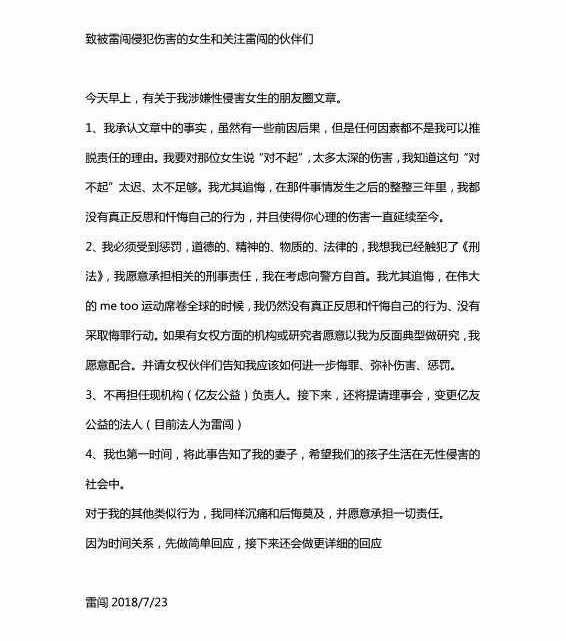 致被雷闯侵犯伤害的女生和关注雷闯的伙伴们
今天早上，有关于我涉嫌性侵害女生的朋友圈文章。
1、我承认文章中的事实，虽然有一些前因后果，但是任何因素都不是我可以推
脱责任的理由。我要对那位女生说“对不起”，太多太深的伤害，我知道这句“对
不起”太迟、太不足够。我尤其追悔，在那件事情发生之后的整整三年里，我都
没有真正反思和忏悔自己的行为，并且使得你心理的伤害一直延续至今。
2、我必须受到惩罚，道德的、精神的、物质的、法律的，我想我已经触犯了《刑
法》，我愿意承担相关的刑事责任，我在考虑向警方自首。我尤其追悔，在伟大
的 me too 运动席卷全球的时候，我仍然没有真正反思和忏悔自己的行为、没有
采取悔罪行动。如果有女权方面的机构或研究者愿意以我为反面典型做研究，我
愿意配合。并请女权伙伴们告知我应该如何进一步悔罪、弥补伤害、惩罚。
3、不再担任现机构（亿友公益）负责人。接下来，还将提请理事会，变更亿友
公益的法人（目前法人为雷闯）
4、我也第一时间，将此事告知了我的妻子，希望我们的孩子生活在无性侵害的
社会中。
对于我的其他类似行为，我同样沉痛和后悔莫及，并愿意承担一切责任。
因为时间关系，先做简单回应，接下来还会做更详细的回应
雷闯 2018/7/23